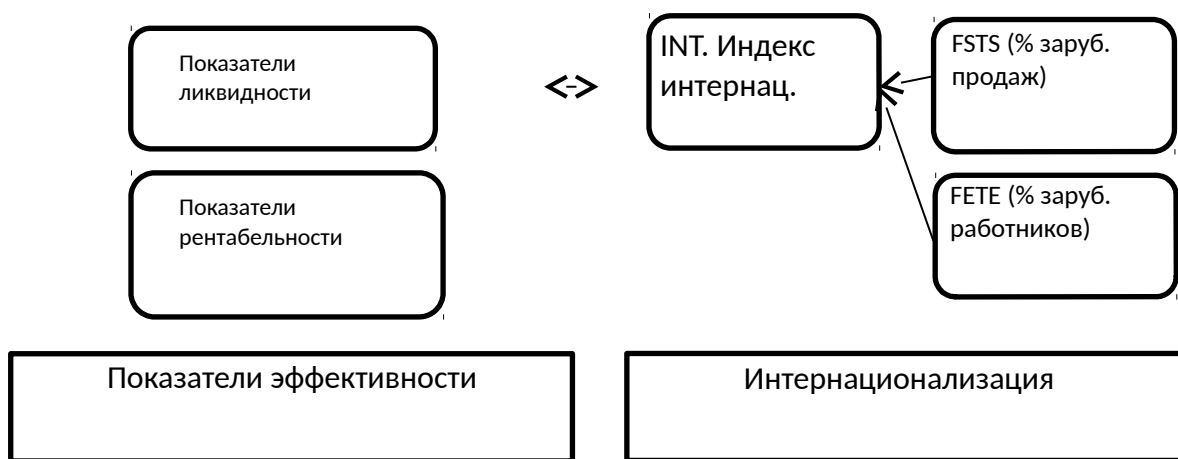 Показатели
ликвидности
INT. Индекс
интернац.
FSTS (% заруб.
продаж)
Показатели
рентабельности
FETE (% заруб.
работников)
Показатели эффективности
Интернационализация